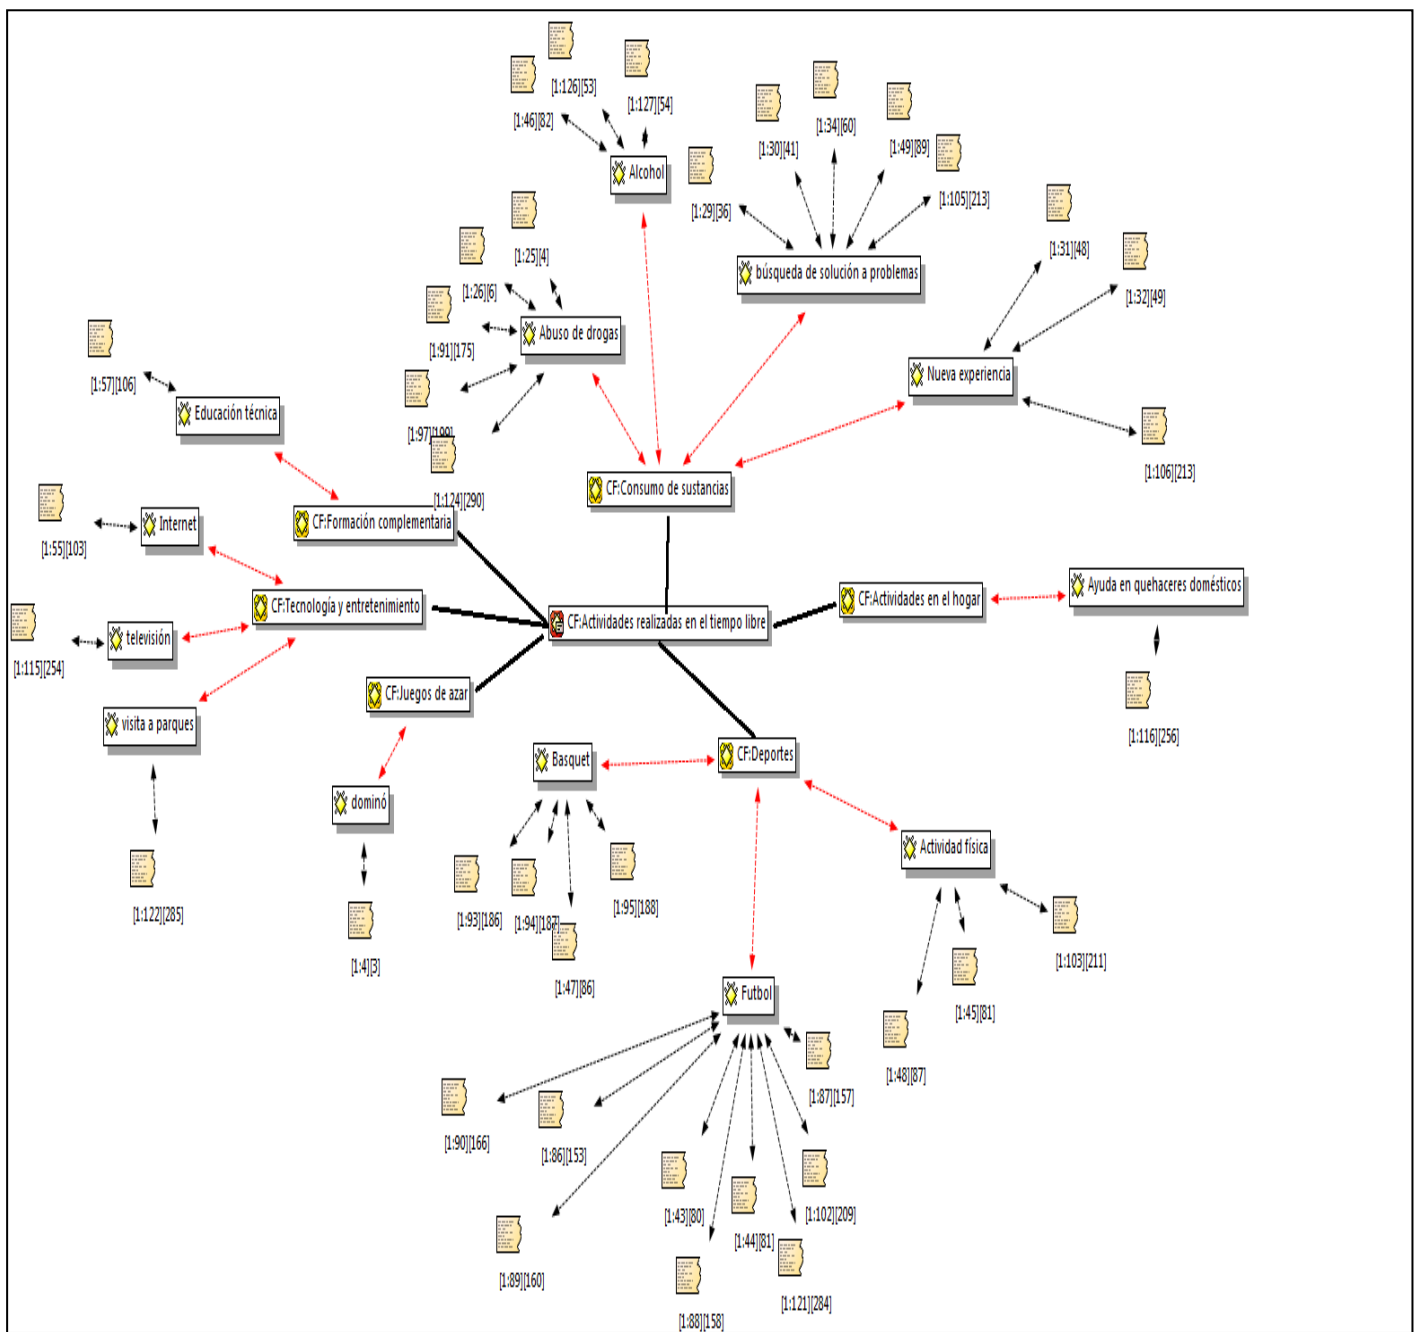 [1:126][53]
[1:127][54]
[1:46][82]
Alcohol
[1:34][60]
[1:30][41]
[1:49][89]
[1:29][36]
[1:105][213]
[1:31][48]
[1:32][49]
búsqueda de solución a problemas
[1:25][4]
[1:26][6]
[1:91][175]
Abuso de drogas
Nueva experiencia
[1:57][106]
Educación técnica
[1:97][199]
[1:106][213]
[1:124][290]
CF:Consumo de sustancias
CF:Formación complementaria
Internet
[1:55][103]
Ayuda en quehaceres domésticos
CF:Actividades en el hogar
CF:Tecnología y entretenimiento
CF:Actividades realizadas en el tiempo libre
televisión
[1:115][254]
CF:Juegos de azar
visita a parques
[1:116][256]
CF:Deportes
Basquet
dominó
Actividad física
[1:122][285]
[1:4][3]
[1:93][186]
[1:94][187]
[1:95][188]
[1:47][86]
[1:103][211]
[1:45][81]
[1:48][87]
Futbol
[1:87][157]
[1:90][166]
[1:86][153]
[1:43][80]
[1:44][81]
[1:102][209]
[1:89][160]
[1:88][158]
[1:121][284]